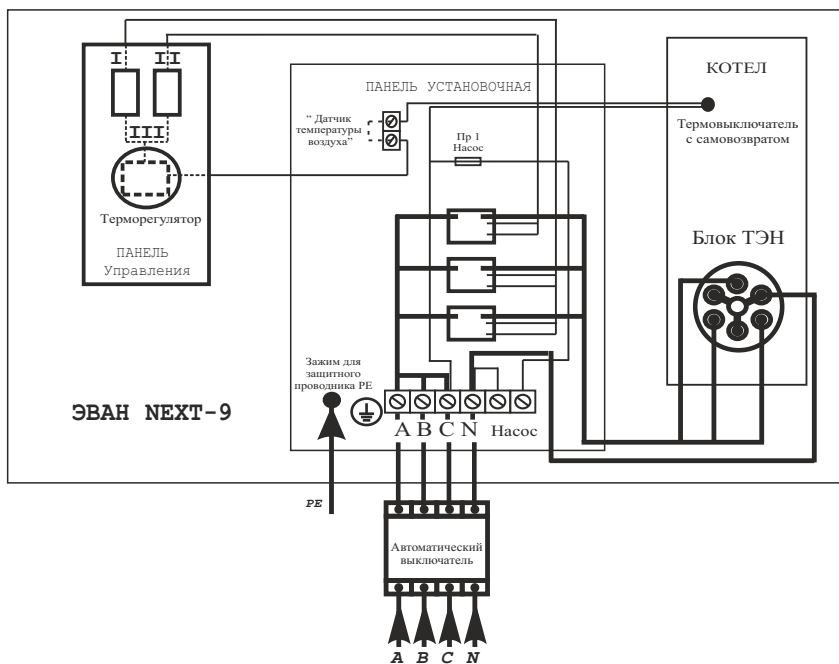 I II
III
Терморегулятор
ПАНЕЛЬ
Управления
ПАНЕЛЬ УСТАНОВОЧНАЯ
“ Датчик
температуры
воздуха”
Пр 1
Насос
КОТЕЛ
Термовыключатель
с самовозвратом
Блок ТЭН
Зажим для
защитного
проводника РЕ
ЭВАН NEXT-9
A B C N Насос
PE
Автоматический
выключатель
A B C N